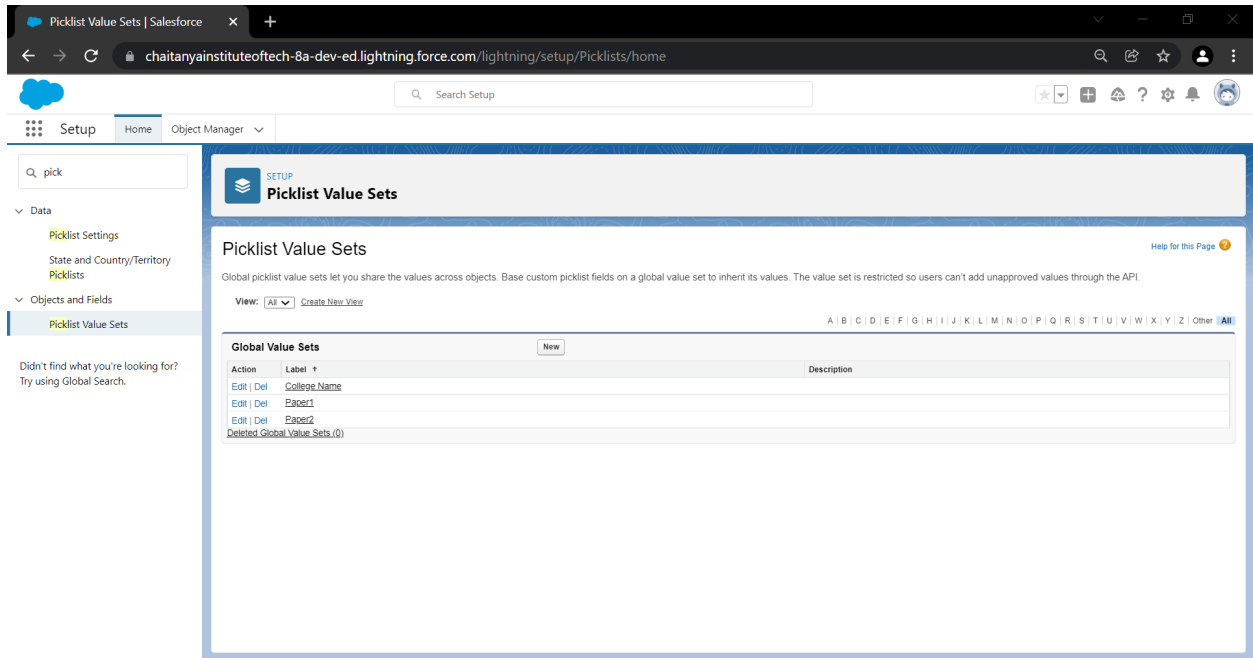 Picklist Value Sets | Salesforce
chaitanyainstituteoftech-8a-dev-ed.lightning.force.com/lightning/setup/Picklists/home
Search Setup
Setup Home Object Manager
pick
Data
Picklist Settings
State and Country/Territory
Picklists
Objects and Fields
Picklist Value Sets
Didn't find what you're looking for?
Try using Global Search.
SETUP
Picklist Value Sets
Picklist Value Sets
Help for this Page
Global picklist value sets let you share the values across objects. Base custom picklist fields on a global value set to inherit its values. The value set is restricted so users can't add unapproved values through the API.
View: All Create New View
A | B | C | D | E | F | G | H | I | J | K | L | M | N | O | P | Q | R | S | T | U | V | W | X | Y | Z | Other All
Global Value Sets New
Action Label ↑ Description
Edit | Del College Name
Edit | Del Paper1
Edit | Del Paper2
Deleted Global Value Sets (0)